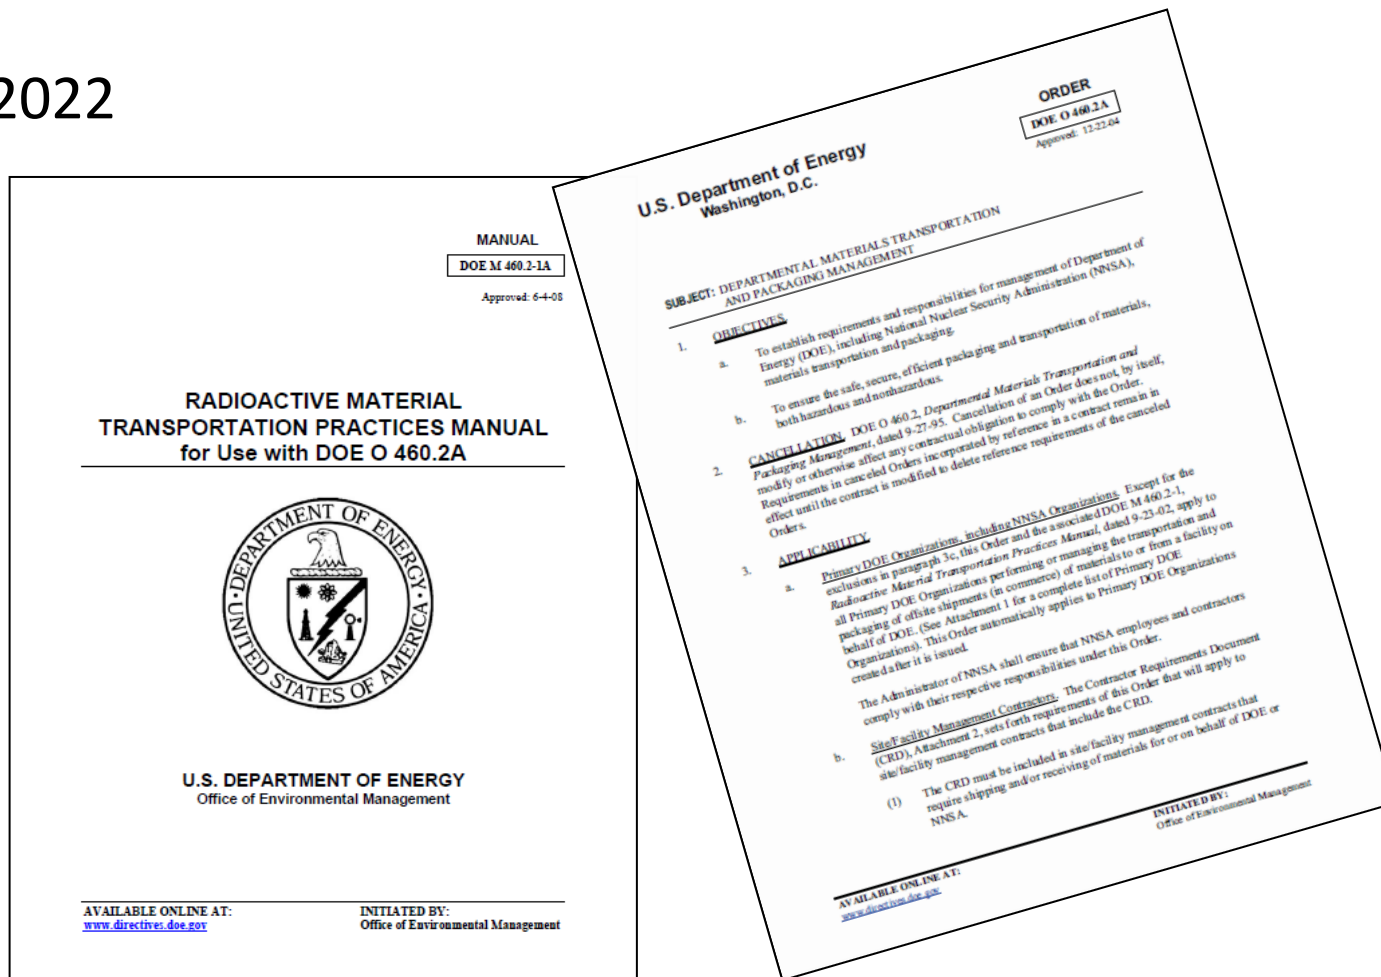 2022
MANUAL
DOE M 460.2-1A
Approved: 6-4-08
RADIOACTIVE MATERIAL
TRANSPORTATION PRACTICES MANUAL
for Use with DOE O 460.2A
DEPARTMENT OF ENERGY
UNITED STATES OF AMERICA
U.S. DEPARTMENT OF ENERGY
Office of Environmental Management
AVAILABLE ONLINE AT:
www.directives.doe.gov
INITIATED BY:
Office of Environmental Management
ORDER
DOE O 460.2A
Approved: 12-22-04
U.S. Department of Energy
Washington, D.C.
SUBJECT: DEPARTMENTAL MATERIALS TRANSPORTATION
AND PACKAGING MANAGEMENT
1. OBJECTIVES.
a. To establish requirements and responsibilities for management of Department of
Energy (DOE), including National Nuclear Security Administration (NNSA),
materials transportation and packaging.
b. To ensure the safe, secure, efficient packaging and transportation of materials,
both hazardous and nonhazardous.
2. CANCELLATION. DOE O 460.2, Departmental Materials Transportation and
Packaging Management, dated 9-27-95. Cancellation of an Order does not, by itself,
modify or otherwise affect any contractual obligation to comply with the Order.
Requirements in canceled Orders incorporated by reference in a contract remain in
effect until the contract is modified to delete reference requirements of the canceled
Orders.
3. APPLICABILITY.
a. Primary DOE Organizations, including NNSA Organizations. Except for the
exclusions in paragraph 3c, this Order and the associated DOE M 460.2-1,
Radioactive Material Transportation Practices Manual, dated 9-23-02, apply to
all Primary DOE Organizations performing or managing the transportation and
packaging of offsite shipments (in commerce) of materials to or from a facility on
behalf of DOE. (See Attachment 1 for a complete list of Primary DOE
Organizations). This Order automatically applies to Primary DOE Organizations
created after it is issued.
The Administrator of NNSA shall ensure that NNSA employees and contractors
comply with their respective responsibilities under this Order.
b. Site/Facility Management Contractors. The Contractor Requirements Document
(CRD), Attachment 2, sets forth requirements of this Order that will apply to
site/facility management contracts that include the CRD.
(1) The CRD must be included in site/facility management contracts that
require shipping and/or receiving of materials for or on behalf of DOE or
NNSA.
AVAILABLE ONLINE AT:
www.directives.doe.gov
INITIATED BY:
Office of Environmental Management